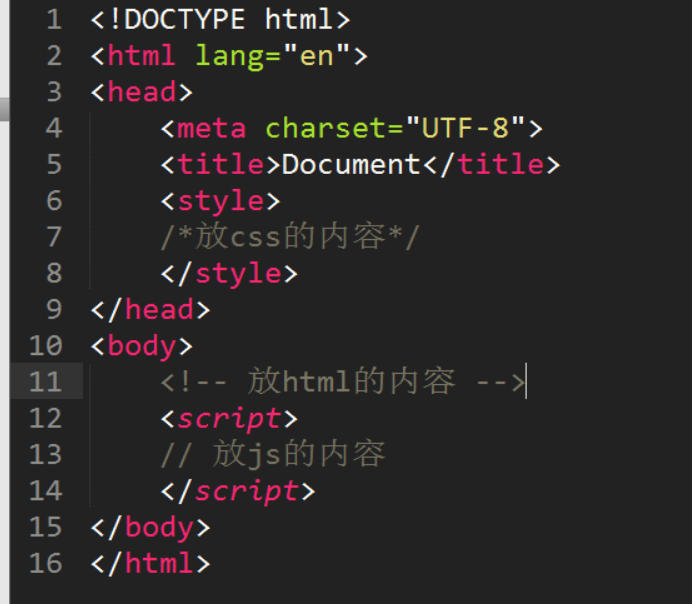 1 <!DOCTYPE html>
2 <html lang="en">
3 <head>
4     <meta charset="UTF-8">
5     <title>Document</title>
6     <style>
7     /*放css的内容*/
8     </style>
9 </head>
10 <body>
11     <!-- 放html的内容 -->
12     <script>
13     // 放js的内容
14     </script>
15 </body>
16 </html>